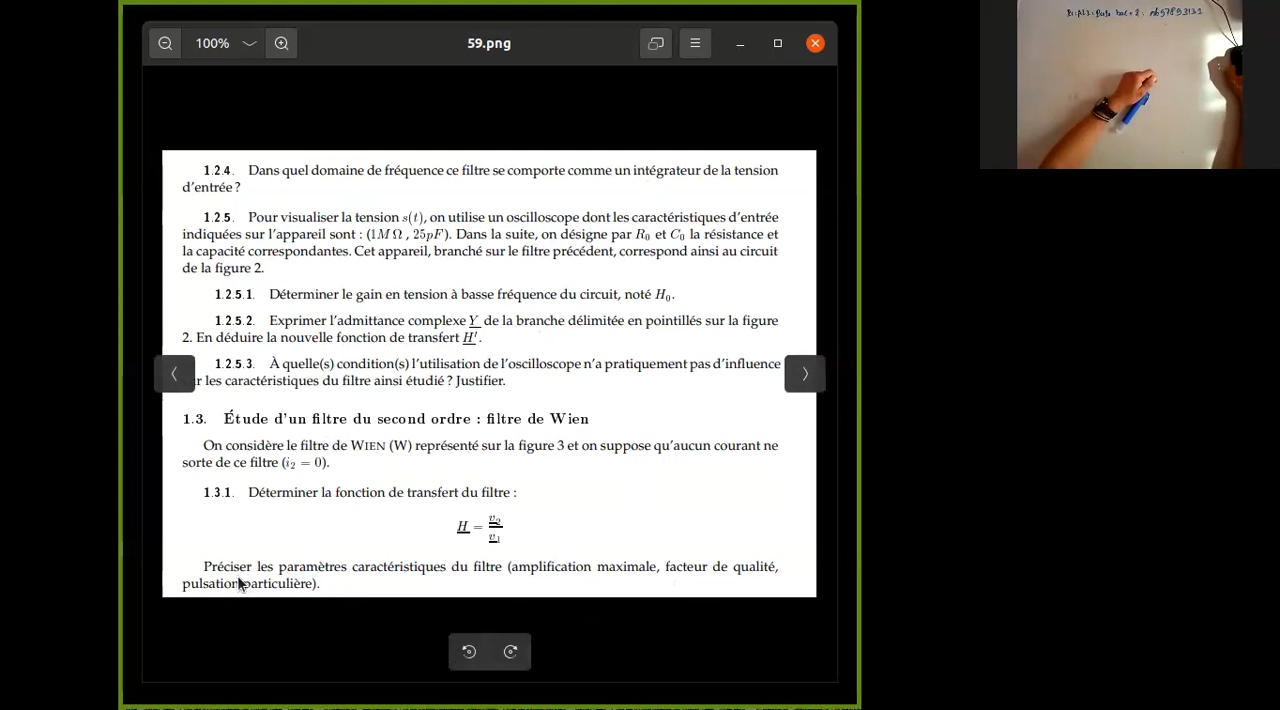 100%
59.png
1.2.4. Dans quel domaine de fréquence ce filtre se comporte comme un intégrateur de la tension
d'entrée ?
1.2.5. Pour visualiser la tension s(t), on utilise un oscilloscope dont les caractéristiques d'entrée
indiquées sur l'appareil sont : (1M Ω , 25pF). Dans la suite, on désigne par R₀ et C₀ la résistance et
la capacité correspondantes. Cet appareil, branché sur le filtre précédent, correspond ainsi au circuit
de la figure 2.
1.2.5.1. Déterminer le gain en tension à basse fréquence du circuit, noté H₀.
1.2.5.2. Exprimer l'admittance complexe Y de la branche délimitée en pointillés sur la figure
2. En déduire la nouvelle fonction de transfert H'.
1.2.5.3. À quelle(s) condition(s) l'utilisation de l'oscilloscope n'a pratiquement pas d'influence
les caractéristiques du filtre ainsi étudié ? Justifier.
1.3. Étude d'un filtre du second ordre : filtre de Wien
On considère le filtre de WIEN (W) représenté sur la figure 3 et on suppose qu'aucun courant ne
sorte de ce filtre (i₂ = 0).
1.3.1. Déterminer la fonction de transfert du filtre :
H = v₂/v₁
Préciser les paramètres caractéristiques du filtre (amplification maximale, facteur de qualité,
pulsation particulière).